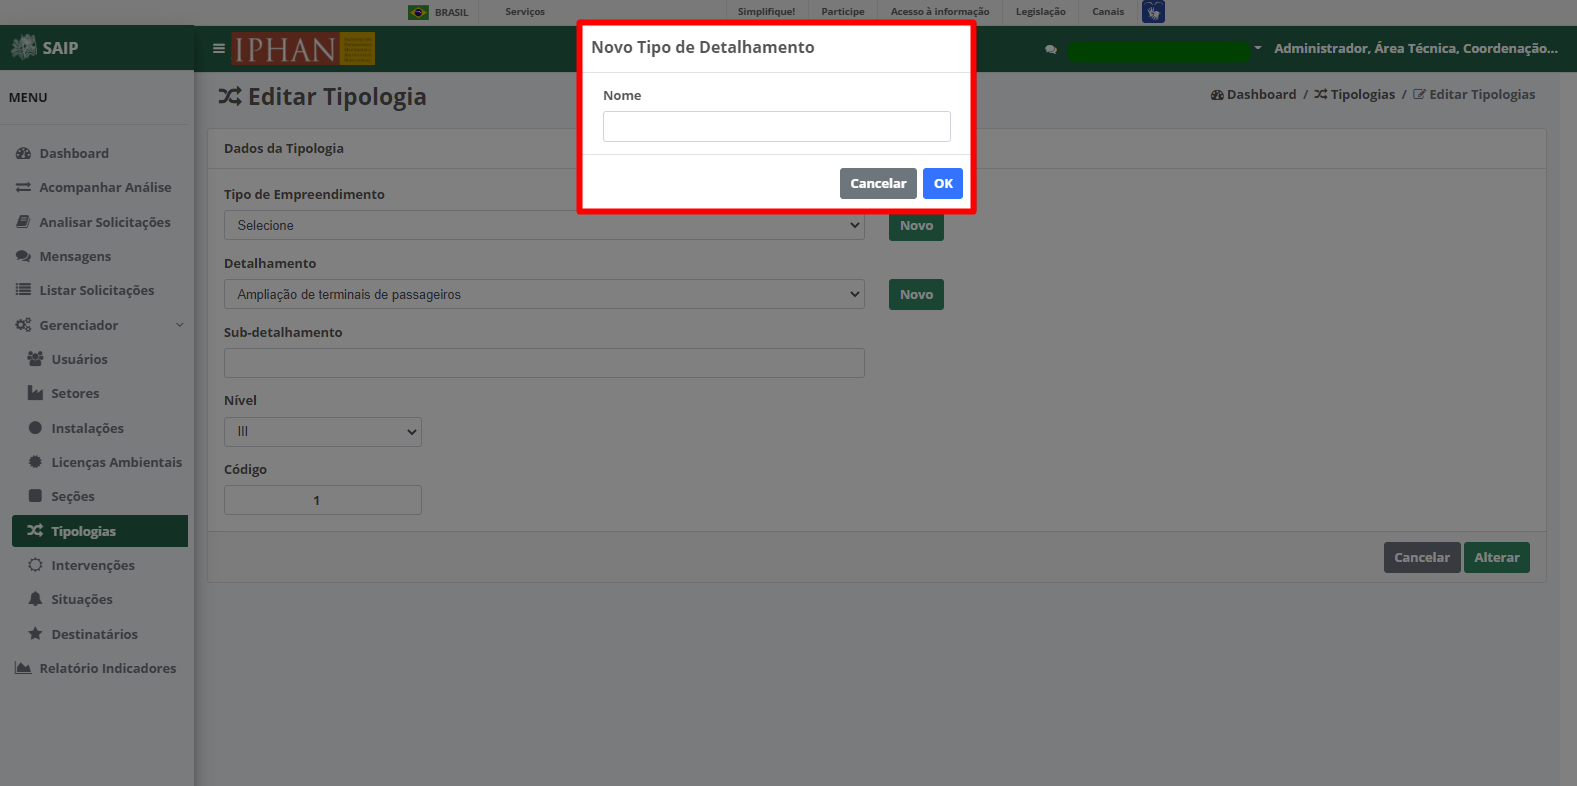 BRASIL Serviços Simplifique! Participe Acesso à informação Legislação Canais
SAIP IPHAN Administrador, Área Técnica, Coordenação...
MENU
Editar Tipologia
Dashboard / Tipologias / Editar Tipologias
Dashboard
Acompanhar Análise
Analisar Solicitações
Mensagens
Listar Solicitações
Gerenciador
Usuários
Setores
Instalações
Licenças Ambientais
Seções
Tipologias
Intervenções
Situações
Destinatários
Relatório Indicadores
Novo Tipo de Detalhamento
Nome
Cancelar OK
Dados da Tipologia
Tipo de Empreendimento
Selecione Novo
Detalhamento
Ampliação de terminais de passageiros Novo
Sub-detalhamento
Nível
III
Código
1
Cancelar Alterar